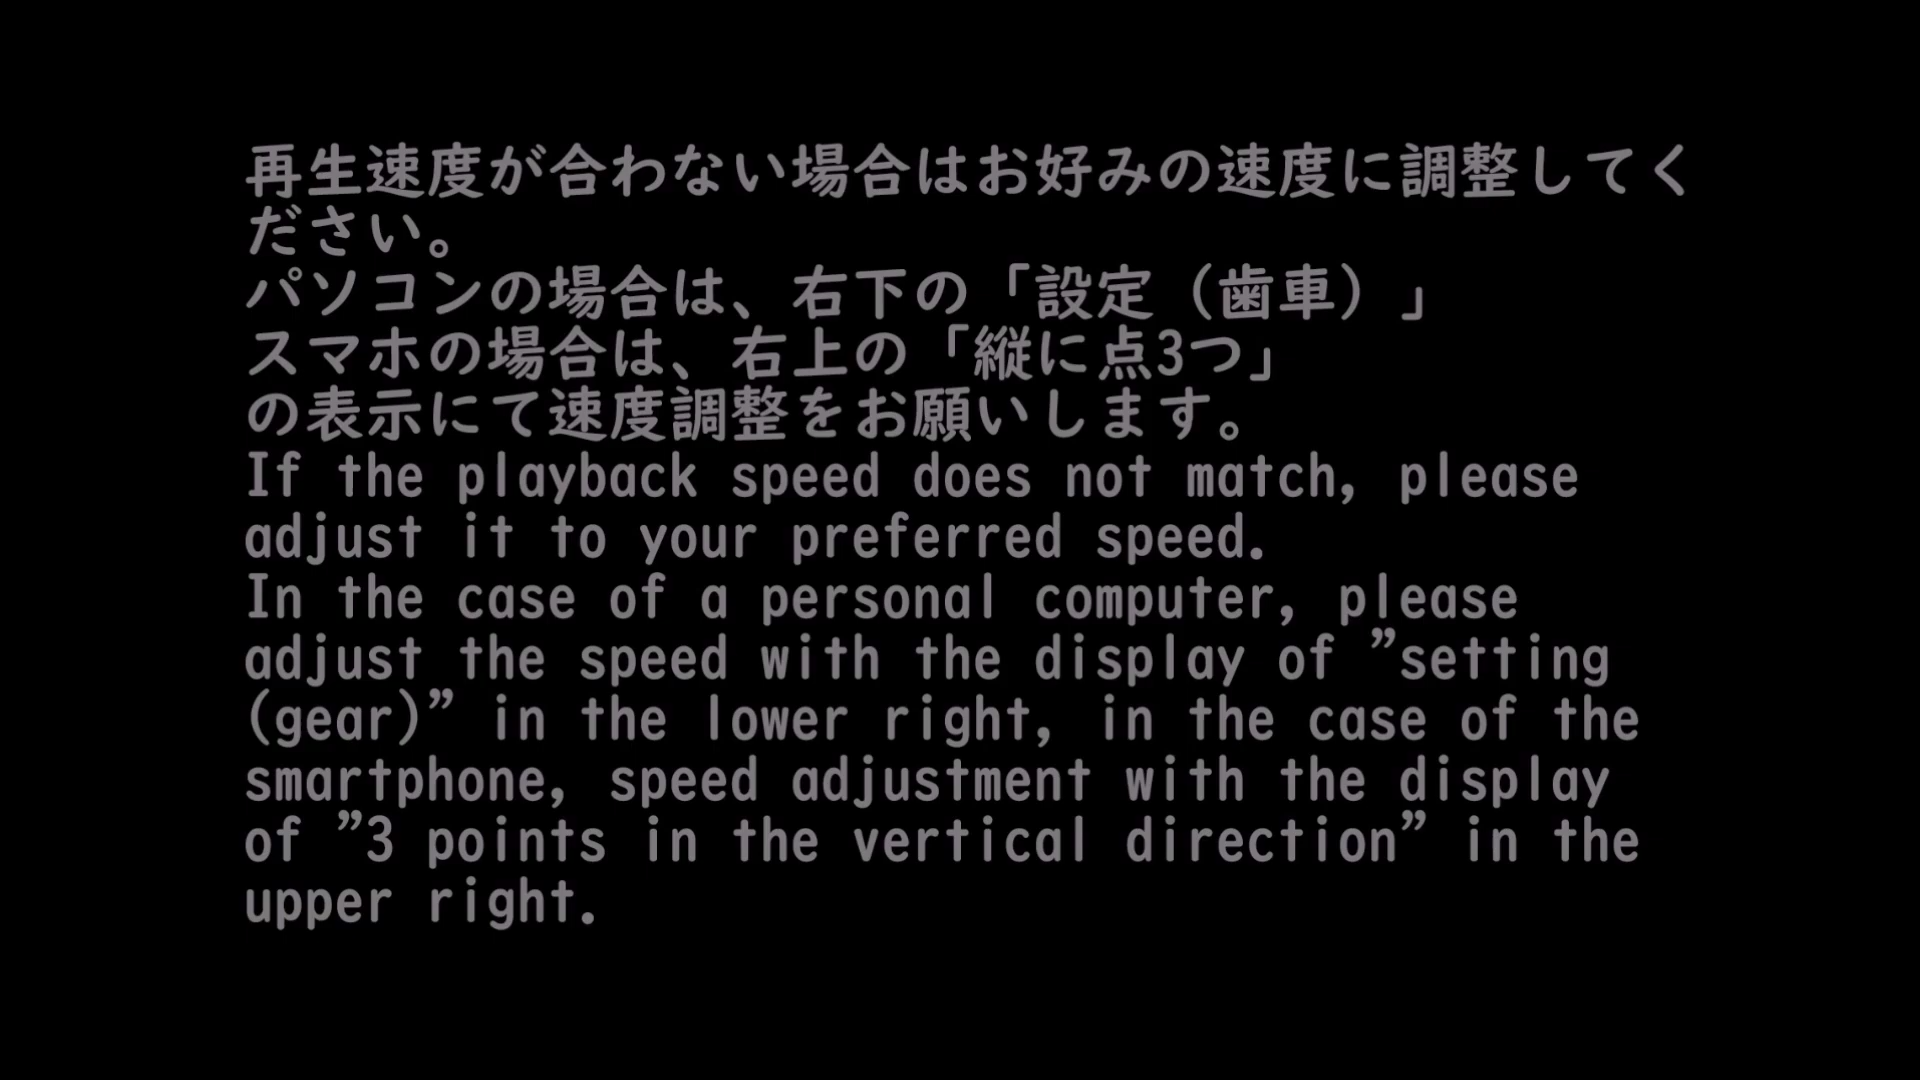 再生速度が合わない場合はお好みの速度に調整してく
ださい。
パソコンの場合は、右下の「設定（歯車）」
スマホの場合は、右上の「縦に点3つ」
の表示にて速度調整をお願いします。
If the playback speed does not match, please
adjust it to your preferred speed.
In the case of a personal computer, please
adjust the speed with the display of ”setting
(gear)” in the lower right, in the case of the
smartphone, speed adjustment with the display
of ”3 points in the vertical direction” in the
upper right.